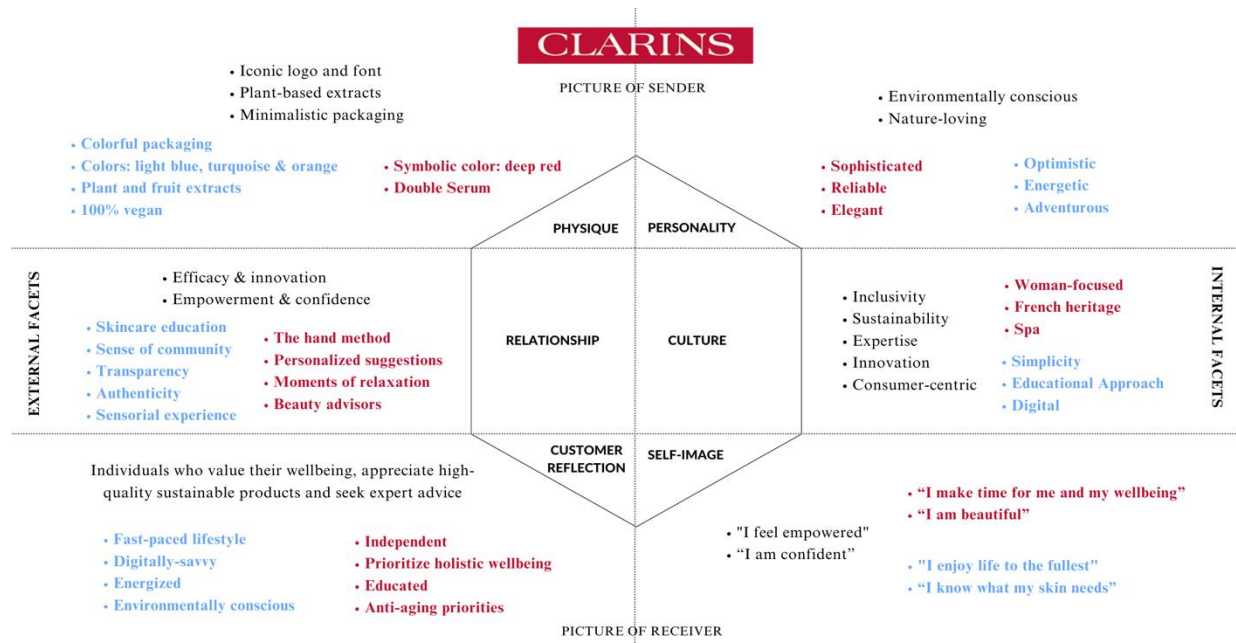 CLARINS
PICTURE OF SENDER
• Iconic logo and font
• Plant-based extracts
• Minimalistic packaging
• Colorful packaging
• Colors: light blue, turquoise & orange
• Plant and fruit extracts
• 100% vegan
• Symbolic color: deep red
• Double Serum
• Environmentally conscious
• Nature-loving
• Sophisticated
• Reliable
• Elegant
• Optimistic
• Energetic
• Adventurous
PHYSIQUE
PERSONALITY
EXTERNAL FACETS
• Efficacy & innovation
• Empowerment & confidence
• Skincare education
• Sense of community
• Transparency
• Authenticity
• Sensorial experience
• The hand method
• Personalized suggestions
• Moments of relaxation
• Beauty advisors
RELATIONSHIP
CULTURE
• Inclusivity
• Sustainability
• Expertise
• Innovation
• Consumer-centric
• Woman-focused
• French heritage
• Spa
• Simplicity
• Educational Approach
• Digital
INTERNAL FACETS
CUSTOMER
REFLECTION
SELF-IMAGE
Individuals who value their wellbeing, appreciate high-
quality sustainable products and seek expert advice
• Fast-paced lifestyle
• Digitally-savvy
• Energized
• Environmentally conscious
• Independent
• Prioritize holistic wellbeing
• Educated
• Anti-aging priorities
• "I feel empowered"
• “I am confident”
• “I make time for me and my wellbeing”
• “I am beautiful”
• "I enjoy life to the fullest"
• “I know what my skin needs”
PICTURE OF RECEIVER